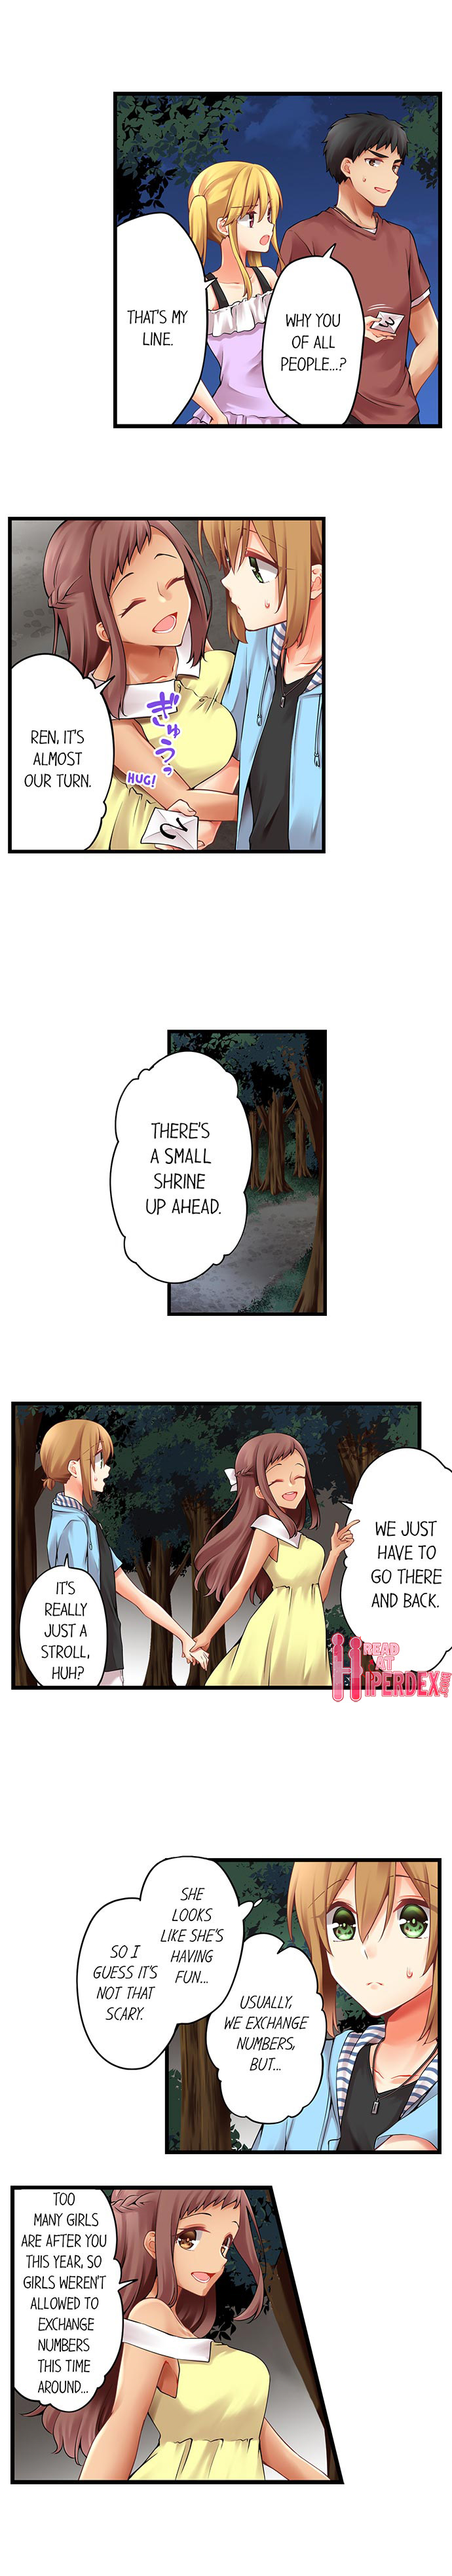 THAT'S MY
LINE.
WHY YOU
OF ALL
PEOPLE...?
3
REN, IT'S
ALMOST
OUR TURN.
ぎゅうっ
HUG!
2
THERE'S
A SMALL
SHRINE
UP AHEAD.
WE JUST
HAVE TO
GO THERE
AND BACK.
IT'S
REALLY
JUST A
STROLL,
HUH?
READ
AT
HIPERDEX.COM
SHE
LOOKS
LIKE SHE'S
HAVING
FUN...
SO I
GUESS IT'S
NOT THAT
SCARY.
USUALLY,
WE EXCHANGE
NUMBERS,
BUT...
TOO
MANY GIRLS
ARE AFTER YOU
THIS YEAR, SO
GIRLS WEREN'T
ALLOWED TO
EXCHANGE
NUMBERS
THIS TIME
AROUND...